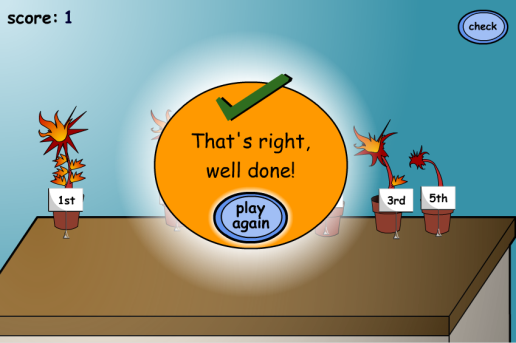 score: 1
check
That's right,
well done!
play
again
1st
3rd
5th